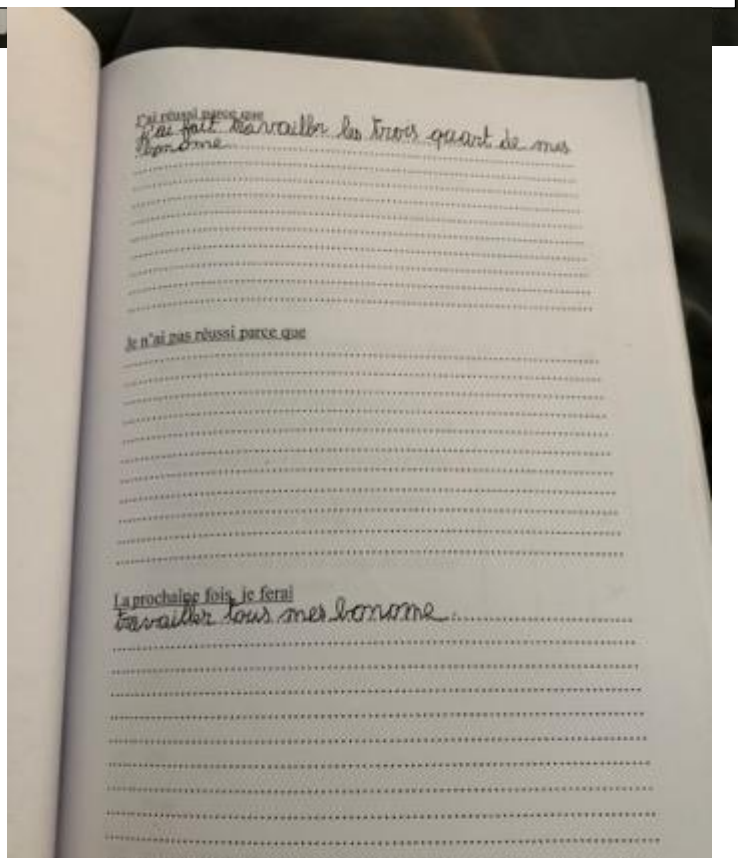 J'ai réussi parce que
J'ai fait travailler les trois quart de mes
bonome.
Je n'ai pas réussi parce que
La prochaine fois, je ferai
travailler tous mes bonome.